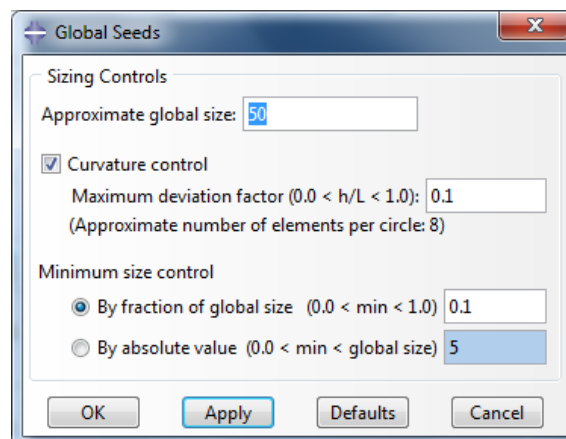 Global Seeds
Sizing Controls
Approximate global size: 50
Curvature control
Maximum deviation factor (0.0 < h/L < 1.0): 0.1
(Approximate number of elements per circle: 8)
Minimum size control
By fraction of global size (0.0 < min < 1.0) 0.1
By absolute value (0.0 < min < global size) 5
OK Apply Defaults Cancel